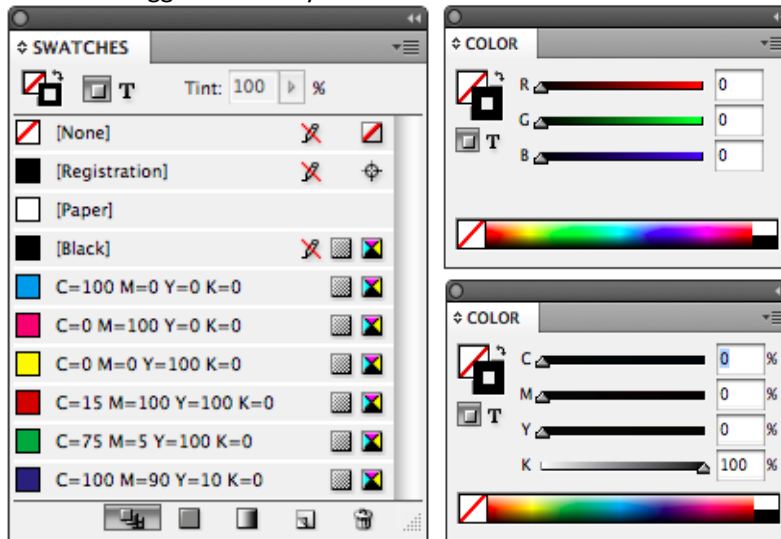 SWATCHES
T Tint: 100 %
[None]
[Registration]
[Paper]
[Black]
C=100 M=0 Y=0 K=0
C=0 M=100 Y=0 K=0
C=0 M=0 Y=100 K=0
C=15 M=100 Y=100 K=0
C=75 M=5 Y=100 K=0
C=100 M=90 Y=10 K=0
COLOR
R 0
G 0
T
B 0
COLOR
C 0 %
M 0 %
T
Y 0 %
K 100 %